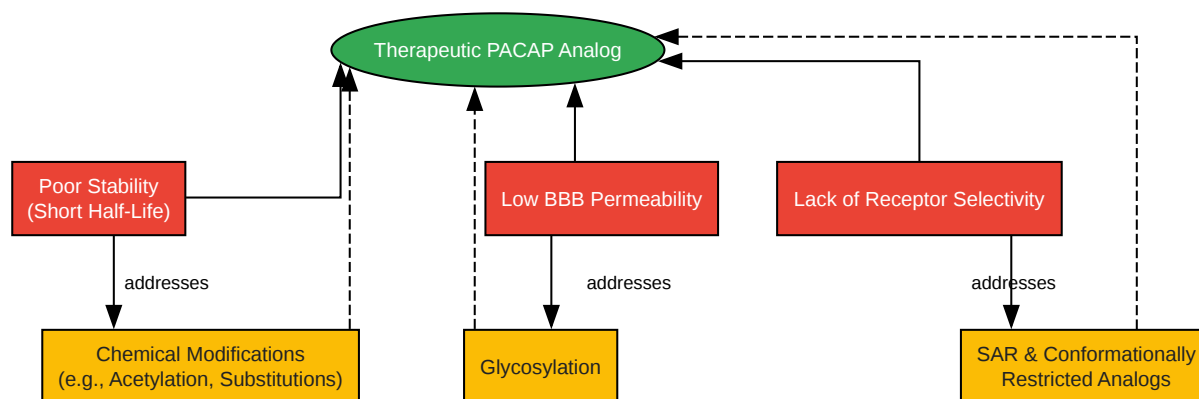 Therapeutic PACAP Analog
Poor Stability
(Short Half-Life)
Low BBB Permeability
Lack of Receptor Selectivity
addresses
addresses
addresses
Chemical Modifications
(e.g., Acetylation, Substitutions)
Glycosylation
SAR & Conformationally
Restricted Analogs